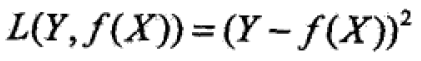 L(Y, f(X)) = (Y − f(X))²